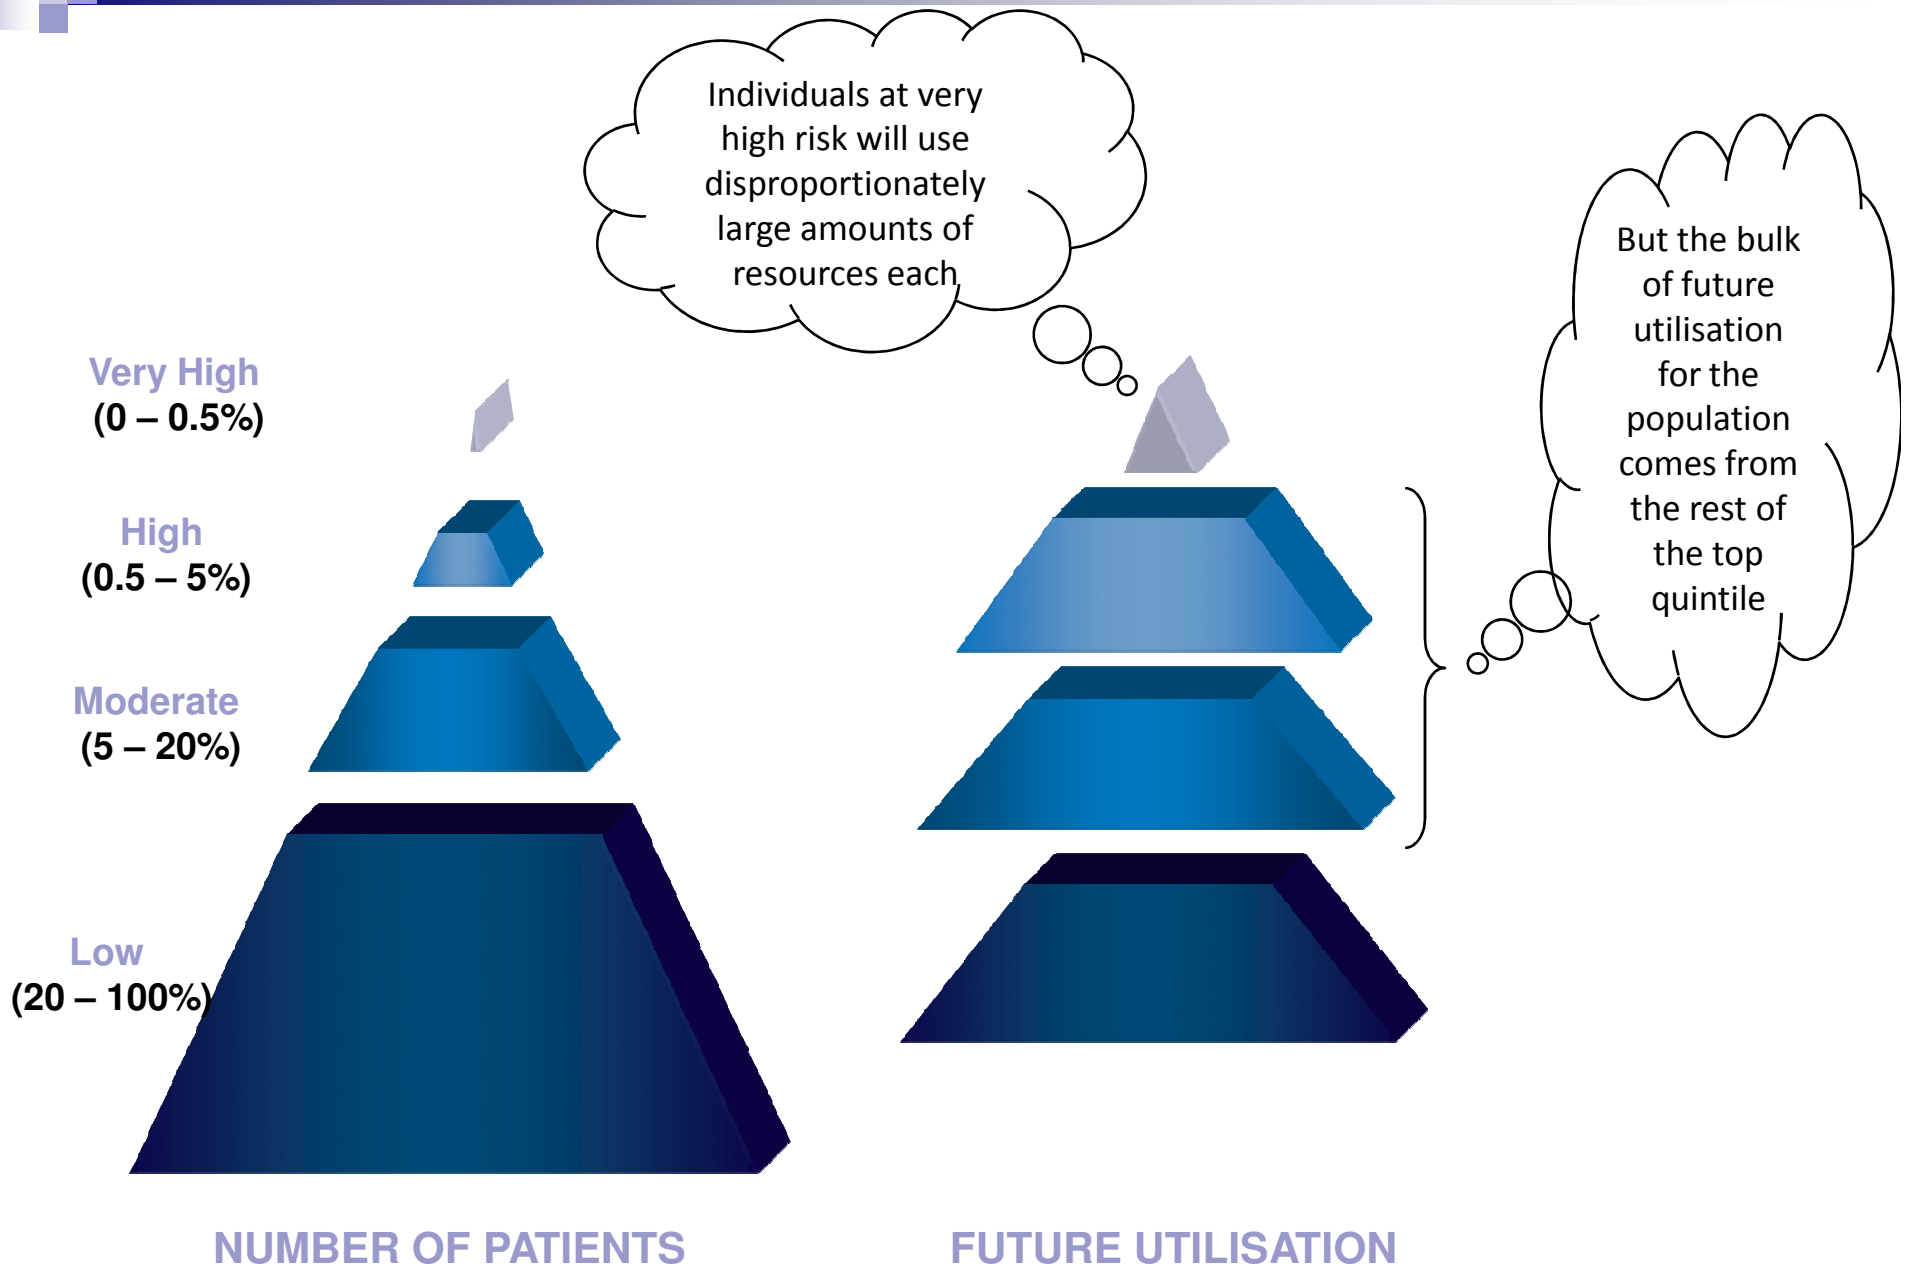 Individuals at very
high risk will use
disproportionately
large amounts of
resources each
But the bulk
of future
utilisation
for the
population
comes from
the rest of
the top
quintile
Very High
(0 – 0.5%)
High
(0.5 – 5%)
Moderate
(5 – 20%)
Low
(20 – 100%)
NUMBER OF PATIENTS
FUTURE UTILISATION